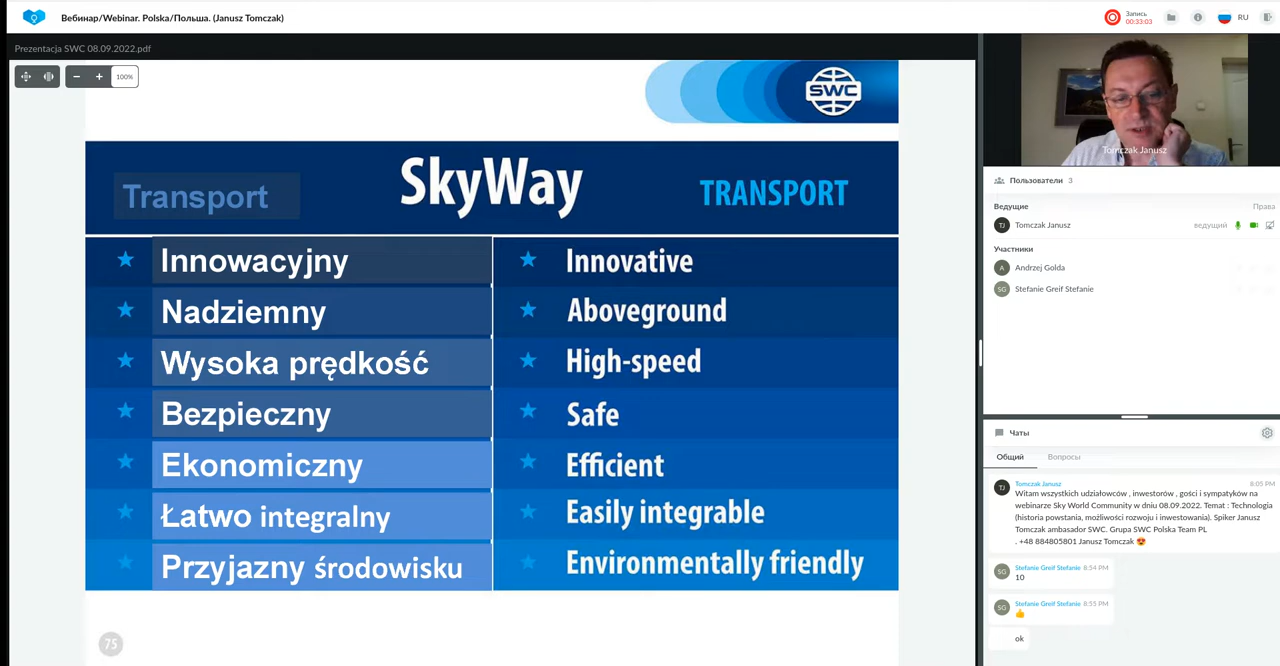 Вебинар/Webinar. Polska/Польша. (Janusz Tomczak)
Запись
00:33:03
RU
Prezentacja SWC 08.09.2022.pdf
100%
SWC
Transport
SkyWay
TRANSPORT
Innowacyjny
Innovative
Nadziemny
Aboveground
Wysoka prędkość
High-speed
Bezpieczny
Safe
Ekonomiczny
Efficient
Łatwo integralny
Easily integrable
Przyjazny środowisku
Environmentally friendly
75
Tomczak Janusz
Пользователи 3
Ведущие
Права
TJ
Tomczak Janusz
ведущий
Участники
A
Andrzej Golda
SG
Stefanie Greif Stefanie
Чаты
Общий
Вопросы
TJ
Tomczak Janusz
8:05 PM
Witam wszystkich udziałowców , inwestorów , gości i sympatyków na
webinarze Sky World Community w dniu 08.09.2022. Temat : Technologia
(historia powstania, możliwości rozwoju i inwestowania). Spiker Janusz
Tomczak ambasador SWC. Grupa SWC Polska Team PL
. +48 884805801 Janusz Tomczak 😍
SG
Stefanie Greif Stefanie 8:54 PM
10
SG
Stefanie Greif Stefanie 8:55 PM
👍
ok